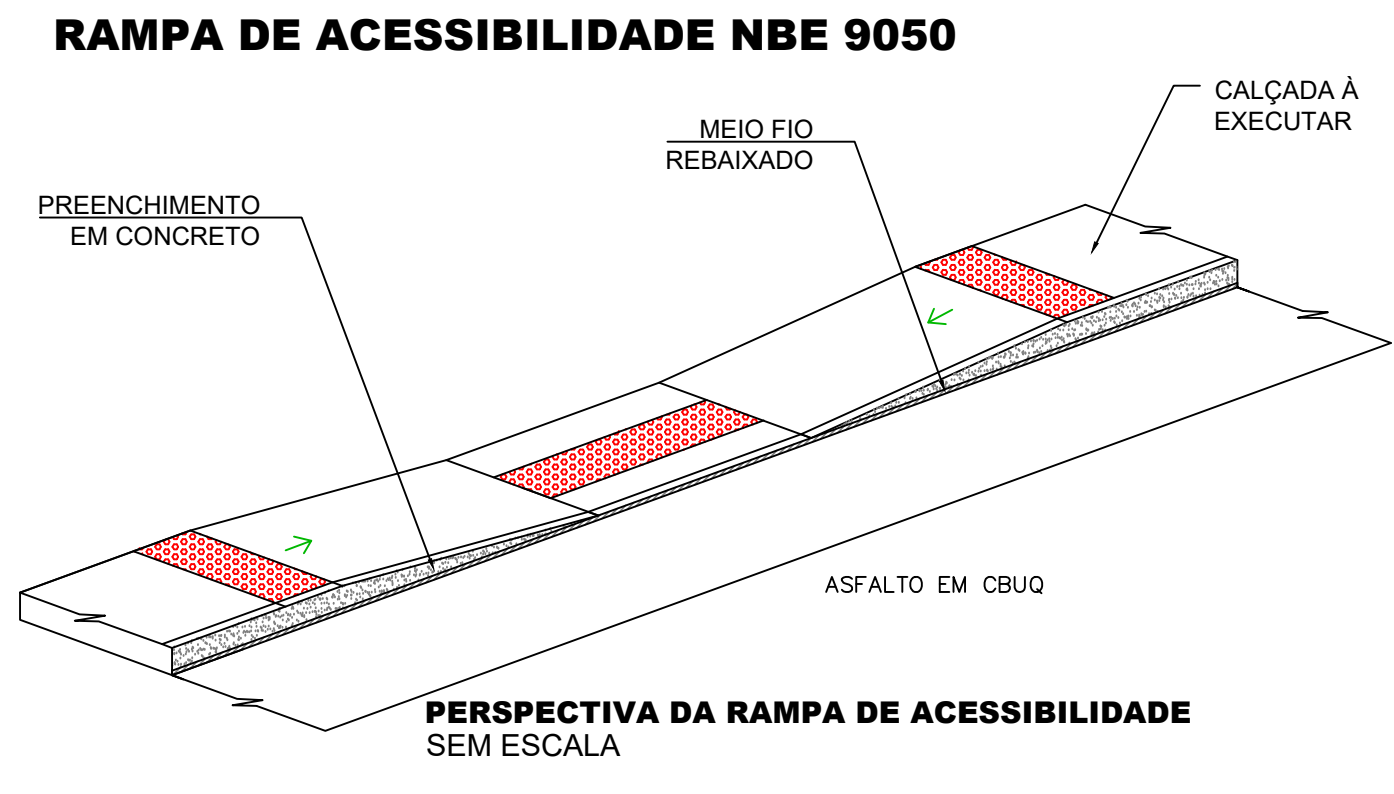 RAMPA DE ACESSIBILIDADE NBE 9050
CALÇADA À
EXECUTAR
MEIO FIO
REBAIXADO
PREENCHIMENTO
EM CONCRETO
ASFALTO EM CBUQ
PERSPECTIVA DA RAMPA DE ACESSIBILIDADE
SEM ESCALA